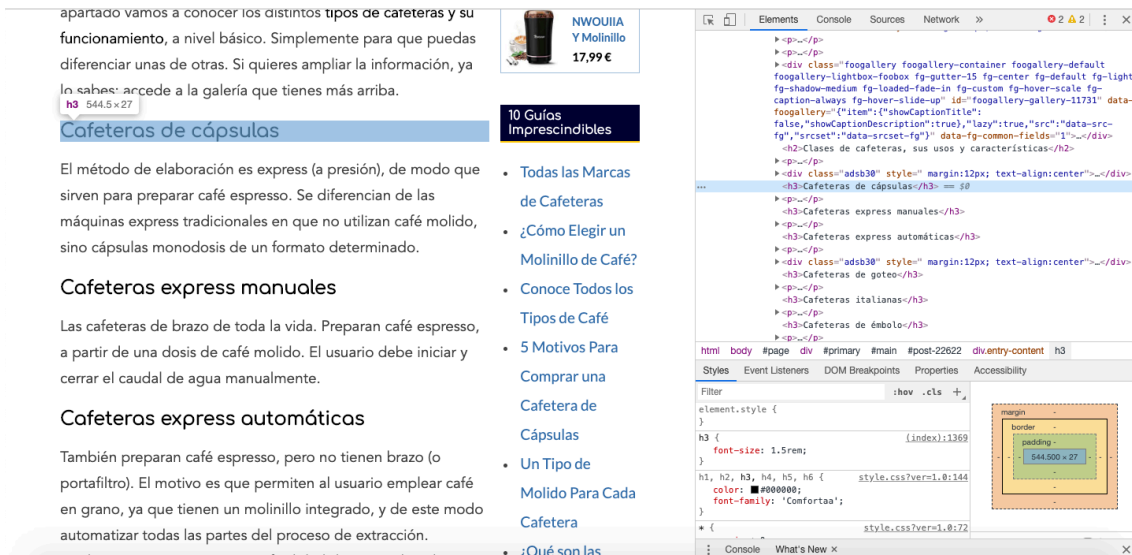 apartado vamos a conocer los distintos tipos de cafeteras y su
funcionamiento, a nivel básico. Simplemente para que puedas
diferenciar unas de otras. Si quieres ampliar la información, ya
lo sabes: accede a la galería que tienes más arriba.
h3 544.5 × 27
Cafeteras de cápsulas
El método de elaboración es express (a presión), de modo que
sirven para preparar café espresso. Se diferencian de las
máquinas express tradicionales en que no utilizan café molido,
sino cápsulas monodosis de un formato determinado.
Cafeteras express manuales
Las cafeteras de brazo de toda la vida. Preparan café espresso,
a partir de una dosis de café molido. El usuario debe iniciar y
cerrar el caudal de agua manualmente.
Cafeteras express automáticas
También preparan café espresso, pero no tienen brazo (o
portafiltro). El motivo es que permiten al usuario emplear café
en grano, ya que tienen un molinillo integrado, y de este modo
automatizar todas las partes del proceso de extracción.
NWOUIIA
Y Molinillo
17,99 €
10 Guías
Imprescindibles
• Todas las Marcas
de Cafeteras
• ¿Cómo Elegir un
Molinillo de Café?
• Conoce Todos los
Tipos de Café
• 5 Motivos Para
Comprar una
Cafetera de
Cápsulas
• Un Tipo de
Molido Para Cada
Cafetera
• ¿Qué son las
Elements Console Sources Network » 2 2
<p>…</p>
<p>…</p>
<div class="foogallery foogallery-container foogallery-default
foogallery-lightbox-foobox fg-gutter-15 fg-center fg-default fg-light
fg-shadow-medium fg-loaded-fade-in fg-custom fg-hover-scale fg-
caption-always fg-hover-slide-up" id="foogallery-gallery-11731" data-
foogallery="{"item":{"showCaptionTitle":
false,"showCaptionDescription":true},"lazy":true,"src":"data-src-
fg","srcset":"data-srcset-fg"}" data-fg-common-fields="1">…</div>
<h2>Clases de cafeteras, sus usos y características</h2>
<p>…</p>
<div class="adsb30" style=" margin:12px; text-align:center">…</div>
… <h3>Cafeteras de cápsulas</h3> == $0
<p>…</p>
<h3>Cafeteras express manuales</h3>
<p>…</p>
<h3>Cafeteras express automáticas</h3>
<p>…</p>
<div class="adsb30" style=" margin:12px; text-align:center">…</div>
<h3>Cafeteras de goteo</h3>
<p>…</p>
<h3>Cafeteras italianas</h3>
<p>…</p>
<h3>Cafeteras de émbolo</h3>
<p>…</p>
html body #page div #primary #main #post-22622 div.entry-content h3
Styles Event Listeners DOM Breakpoints Properties Accessibility
Filter :hov .cls +
element.style {
}
h3 { (index):1369
font-size: 1.5rem;
}
h1, h2, h3, h4, h5, h6 { style.css?ver=1.0:144
color: #000000;
font-family: 'Comfortaa';
}
* { style.css?ver=1.0:72
margin -
border -
padding -
- - - 544.500 × 27 - - -
-
-
-
Console What's New ×